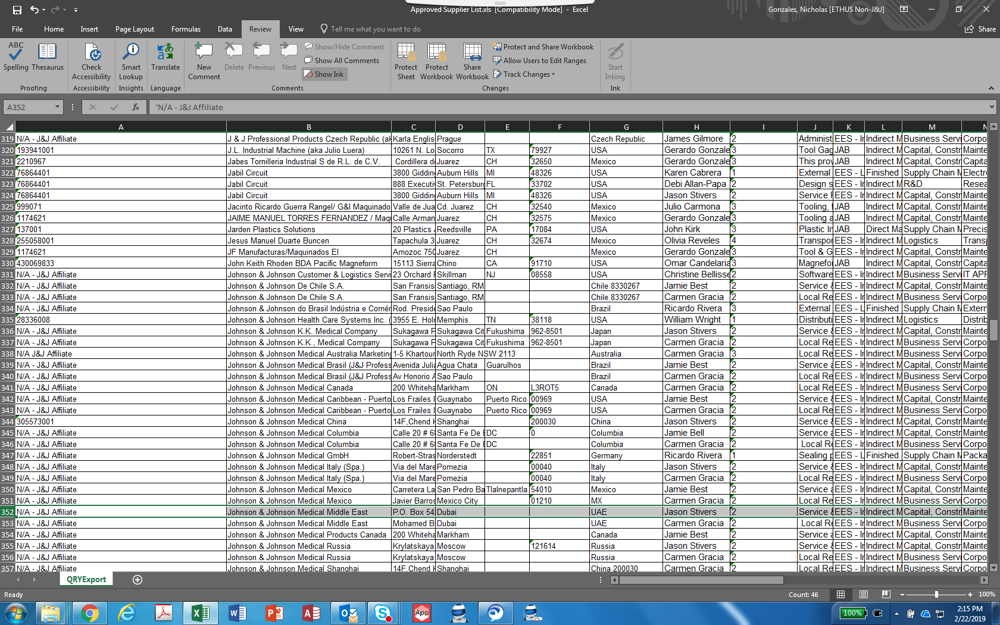 Approved Supplier List.xls [Compatibility Mode] - Excel
Gonzales, Nicholas [ETHUS Non-J&J]
File Home Insert Page Layout Formulas Data Review View Tell me what you want to do Share
ABC
Spelling Thesaurus Check Accessibility Smart Lookup Translate New Comment Delete Previous Next
Show/Hide Comment
Show All Comments
Show Ink
Protect Sheet Protect Workbook Share Workbook
Protect and Share Workbook
Allow Users to Edit Ranges
Track Changes
Start Inking
Proofing Accessibility Insights Language Comments Changes Ink
A352 fx 'N/A - J&J Affiliate
A B C D E F G H I J K L M N
319 N/A - J&J Affiliate J & J Professional Products Czech Republic (ak Karla Englis Prague Czech Republic James Gilmore 2 Administ EES - Ir Indirect M Business Servi Corpo
320 193941001 J.L. Industrial Machine (aka Julio Luera) 10261 N. Lo Socorro TX 79927 USA Gerardo Gonzale 3 Tool Gag JAB Indirect M Capital, Constr Mainte
321 2210967 Jabes Tornilleria Industrial S de R.L. de C.V. Cordillera d Juarez CH 32650 Mexico Gerardo Gonzale 3 This prov JAB Indirect M Capital, Constr Capita
322 76864401 Jabil Circuit 3800 Gidding Auburn Hills MI 48326 USA Karen Cabrera 1 External EES - L Finished Supply Chain M Electr
323 76864401 Jabil Circuit 888 Executiv St. Petersburg FL 33702 USA Debi Allan-Papa 2 Design s EES - Ir Indirect M R&D Resea
324 76864401 Jabil Circuit 3800 Gidding Auburn Hills MI 48326 USA Jason Stivers 2 Service F EES - Ir Indirect M Capital, Constr Mainte
325 999071 Jacinto Ricardo Guerra Rangel/ G&I Maquinado Valle de Jua Cd. Juarez CH 32540 Mexico Julio Carmona 3 Tooling, EES - Ir Indirect M Capital, Constr Mainte
326 1174621 JAIME MANUEL TORRES FERNANDEZ / Maq Calle Arman Juarez CH 32575 Mexico Gerardo Gonzale 3 Tooling a JAB Indirect M Capital, Constr Mainte
327 137001 Jarden Plastics Solutions 20 Plastics Reedsville PA 17084 USA John Kirk 3 Plastic In JAB Direct Ma Supply Chain M Precis
328 255058001 Jesus Manuel Duarte Buncen Tapachula 3 Juarez CH 32674 Mexico Olivia Reveles 4 Transpor EES - Ir Indirect M Logistics Transp
329 1174621 JF Manufacturas/Maquinados El Amozoc 750 Juarez CH Mexico Gerardo Gonzale 3 Tool & G EES - Ir Indirect M Capital, Constr Mainte
330 430069833 John Keith Rhoden BDA Pacific Magneform 15113 Sierra Chino CA 91710 USA Omar Candelaria 3 Magnefor JAB Indirect M Capital, Constr Capita
331 N/A - J&J Affiliate Johnson & Johnson Customer & Logistics Servi 23 Orchard Skillman NJ 08558 USA Christine Bellisse 2 Software EES - Ir Indirect M Business Servi IT APF
332 N/A - J&J Affiliate Johnson & Johnson De Chile S.A. San Fransis Santiago, RM Chile 8330267 Jamie Best 2 Service & EES - Ir Indirect M Capital, Constr Mainte
333 N/A - J&J Affiliate Johnson & Johnson De Chile S.A. San Fransis Santiago, RM Chile 8330267 Carmen Gracia 2 Local Re EES - Ir Indirect M Business Servi Corpo
334 N/A - J&J Affiliate Johnson & Johnson do Brasil Indústria e Comér Rod. Preside Sao Paulo Brazil Ricardo Rivera 3 External EES - L Finished Supply Chain M Extern
335 28336008 Johnson & Johnson Health Care Systems Inc. ( 3955 E. Holm Memphis TN 38118 USA William Wright 1 Distributi EES - Ir Indirect M Logistics Distrib
336 N/A - J&J Affiliate Johnson & Johnson K.K. Medical Company Sukagawa F Sukagawa Cit Fukushima 962-8501 Japan Jason Stivers 2 Service & EES - Ir Indirect M Capital, Constr Mainte
337 N/A - J&J Affiliate Johnson & Johnson K.K., Medical Company Sukagawa F Sukagawa Cit Fukushima 962-8501 Japan Carmen Gracia 2 Local Re EES - Ir Indirect M Business Servi Corpo
338 N/A J&J Affiliate Johnson & Johnson Medical Australia Marketing 1-5 Khartour North Ryde NSW 2113 Australia Carmen Gracia 3 Local Re EES - Ir Indirect M Business Servi Corpo
339 N/A - J&J Affiliate Johnson & Johnson Medical Brasil (J&J Profess Avenida Julia Agua Chata Guarulhos Brazil Jamie Best 2 Service a EES - Ir Indirect M Capital, Constr Mainte
340 N/A - J&J Affiliate Johnson & Johnson Medical Brasil (J&J Profess Av Honorio A Sao Paulo Brazil Carmen Gracia 2 Local Re EES - Ir Indirect M Business Servi Corpo
341 N/A - J&J Affiliate Johnson & Johnson Medical Canada 200 Whiteha Markham ON L3ROT5 Canada Carmen Gracia 2 Local Re EES - Ir Indirect M Business Servi Corpo
342 N/A - J&J Affiliate Johnson & Johnson Medical Caribbean - Puerto Los Frailes I Guaynabo Puerto Rico 00969 USA Jamie Best 2 Service & EES - Ir Indirect M Capital, Constr Mainte
343 N/A - J&J Affiliate Johnson & Johnson Medical Caribbean - Puerto Los Frailes I Guaynabo Puerto Rico 00969 USA Carmen Gracia 2 Local Re EES - Ir Indirect M Business Servi Corpo
344 305573001 Johnson & Johnson Medical China 14F,Chend H Shanghai 200030 China Jason Stivers 2 Service & EES - Ir Indirect M Capital, Constr Mainte
345 N/A - J&J Affiliate Johnson & Johnson Medical Columbia Calle 20 # 68 Santa Fe De B DC 0 Columbia Jamie Bell 2 Service a EES - Ir Indirect M Capital, Constr Mainte
346 N/A - J&J Affiliate Johnson & Johnson Medical Columbia Calle 20 # 68 Santa Fe De B DC Columbia Carmen Gracia 2 Local Re EES - Ir Indirect M Business Servi Corpo
347 N/A - J&J Affiliate Johnson & Johnson Medical GmbH Robert-Stras Norderstedt 22851 Germany Ricardo Rivera 1 Sealing p EES - L Finished Supply Chain M Packa
348 N/A - J&J Affiliate Johnson & Johnson Medical Italy (Spa.) Via del Mare Pomezia 00040 Italy Jason Stivers 2 Service & EES - Ir Indirect M Capital, Constr Mainte
349 N/A - J&J Affiliate Johnson & Johnson Medical Italy (Spa.) Via del Mare Pomezia 00040 Italy Carmen Gracia 2 Local Re EES - Ir Indirect M Business Servi Corpo
350 N/A - J&J Affiliate Johnson & Johnson Medical Mexico Carretera La San Pedro Ba Tlalnepantla 54010 Mexico Jamie Best 2 Service a EES - Ir Indirect M Capital, Constr Mainte
351 N/A - J&J Affiliate Johnson & Johnson Medical Mexico Javier Barros Mexico City 01210 MX Carmen Gracia 2 Local Re EES - Ir Indirect M Business Servi Corpo
352 N/A - J&J Affiliate Johnson & Johnson Medical Middle East P.O. Box 54 Dubai UAE Jason Stivers 2 Service & EES - Ir Indirect M Capital, Constr Mainte
353 N/A - J&J Affiliate Johnson & Johnson Medical Middle East Mohamed B Dubai UAE Carmen Gracia 2 Local Re EES - Ir Indirect M Business Servi Corpo
354 N/A - J&J Affiliate Johnson & Johnson Medical Products Canada 200 Whiteha Markham Canada Jamie Best 2 Service a EES - Ir Indirect M Capital, Constr Mainte
355 N/A - J&J Affiliate Johnson & Johnson Medical Russia Krylatskaya Moscow 121614 Russia Jason Stivers 2 Service & EES - Ir Indirect M Capital, Constr Mainte
356 N/A - J&J Affiliate Johnson & Johnson Medical Russia Krylatskaya Moscow Russia Carmen Gracia 2 Local Re EES - Ir Indirect M Business Servi Corpo
357 N/A - J&J Affiliate Johnson & Johnson Medical Shanghai 14F,Chend H Shanghai China 200030 Carmen Gracia 2 Local Re EES - Ir Indirect M Business Servi Corpo
QRYExport
Ready Count: 46 100%
App
100% 2:15 PM
2/22/2019